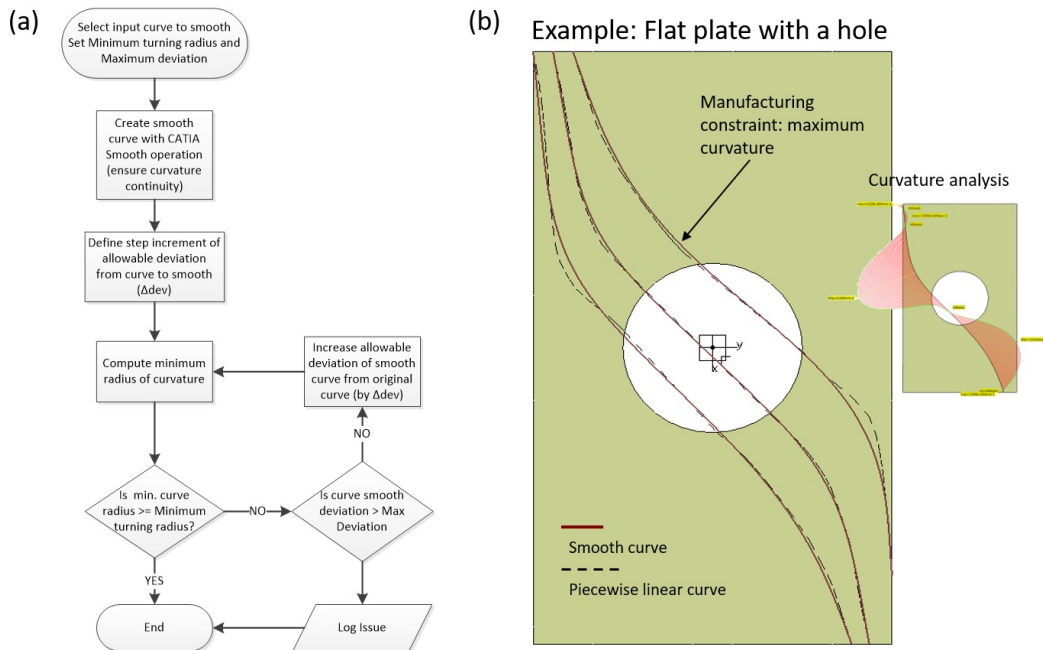 (a)
Select input curve to smooth
Set Minimum turning radius and
Maximum deviation
Create smooth
curve with CATIA
Smooth operation
(ensure curvature
continuity)
Define step increment of
allowable deviation
from curve to smooth
(Δdev)
Compute minimum
radius of curvature
Increase allowable
deviation of smooth
curve from original
curve (by Δdev)
NO
Is min. curve
radius >= Minimum
turning radius?
NO
Is curve smooth
deviation > Max
Deviation
YES
End
Log Issue
(b)
Example: Flat plate with a hole
Manufacturing
constraint: maximum
curvature
Curvature analysis
y
x
Smooth curve
Piecewise linear curve